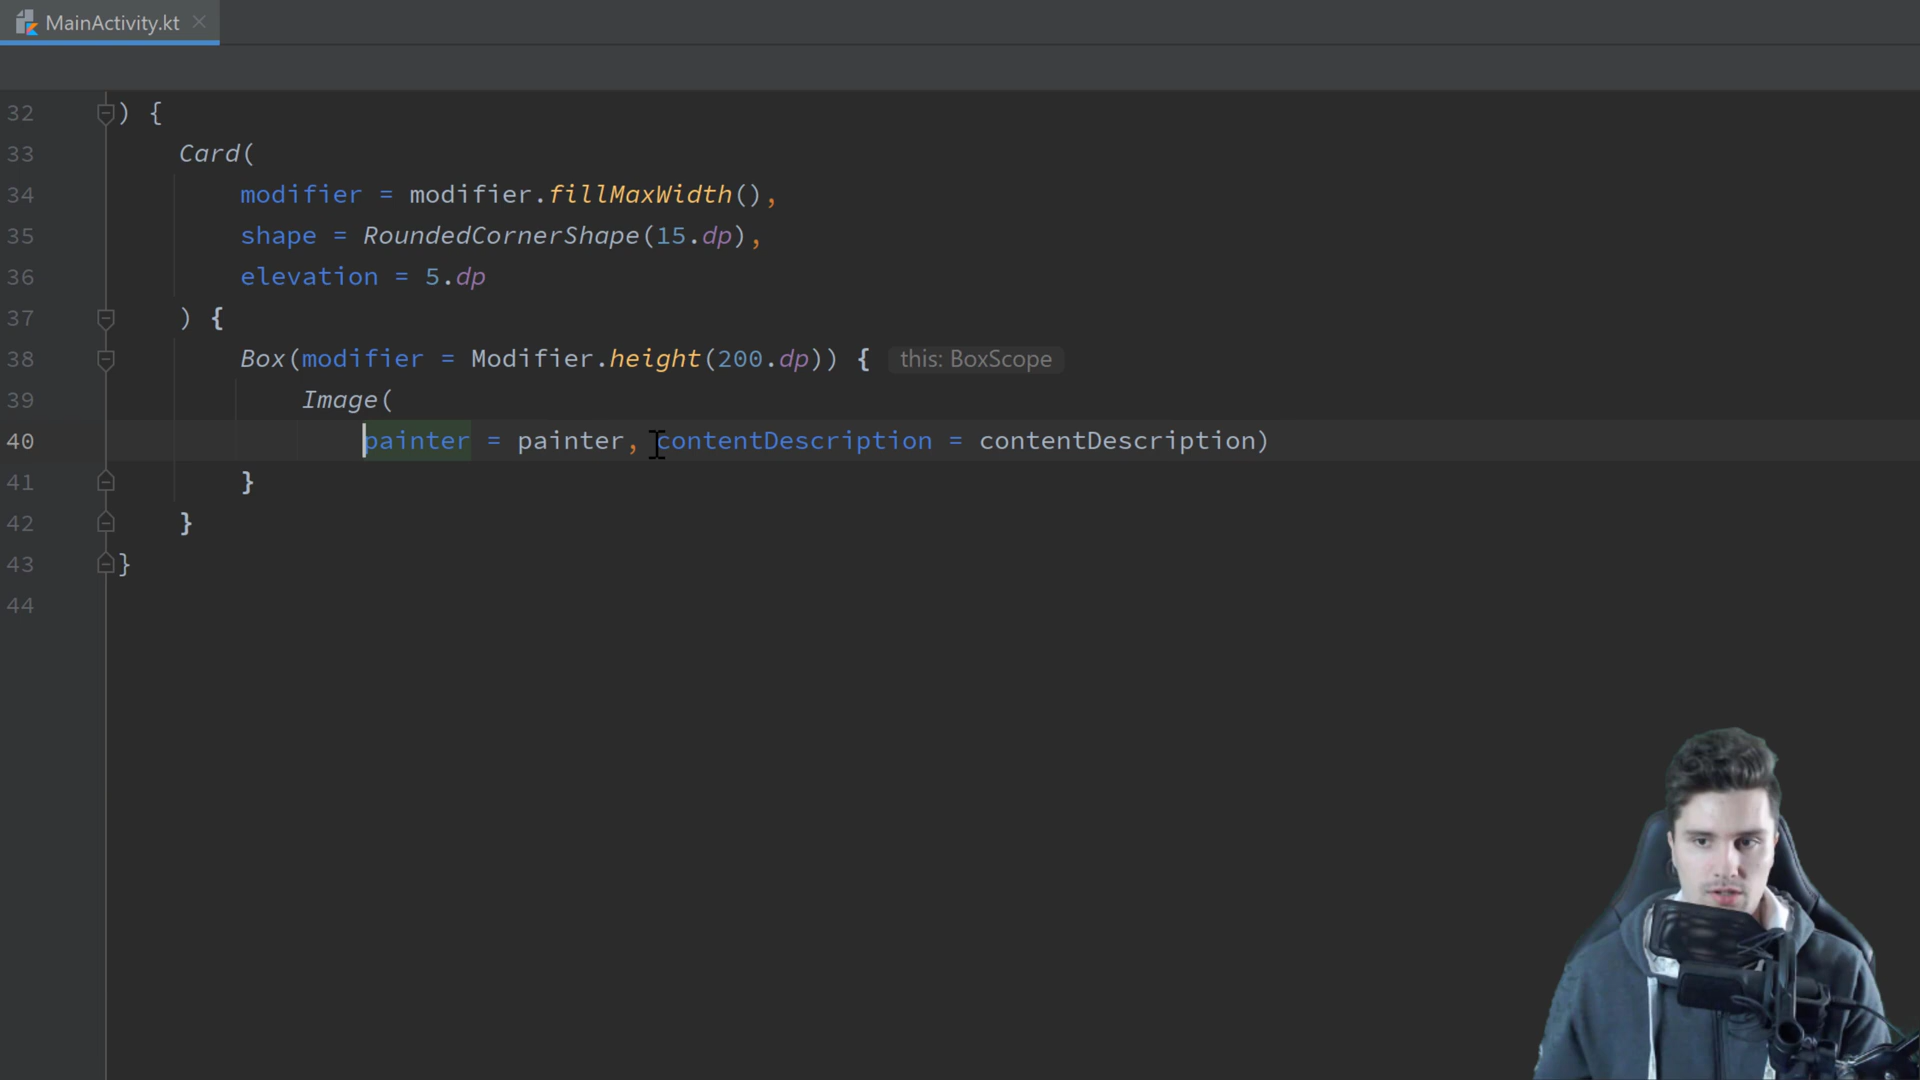 MainActivity.kt
32 ) {
33 Card(
34 modifier = modifier.fillMaxWidth(),
35 shape = RoundedCornerShape(15.dp),
36 elevation = 5.dp
37 ) {
38 Box(modifier = Modifier.height(200.dp)) { this: BoxScope
39 Image(
40 painter = painter, contentDescription = contentDescription)
41 }
42 }
43 }
44